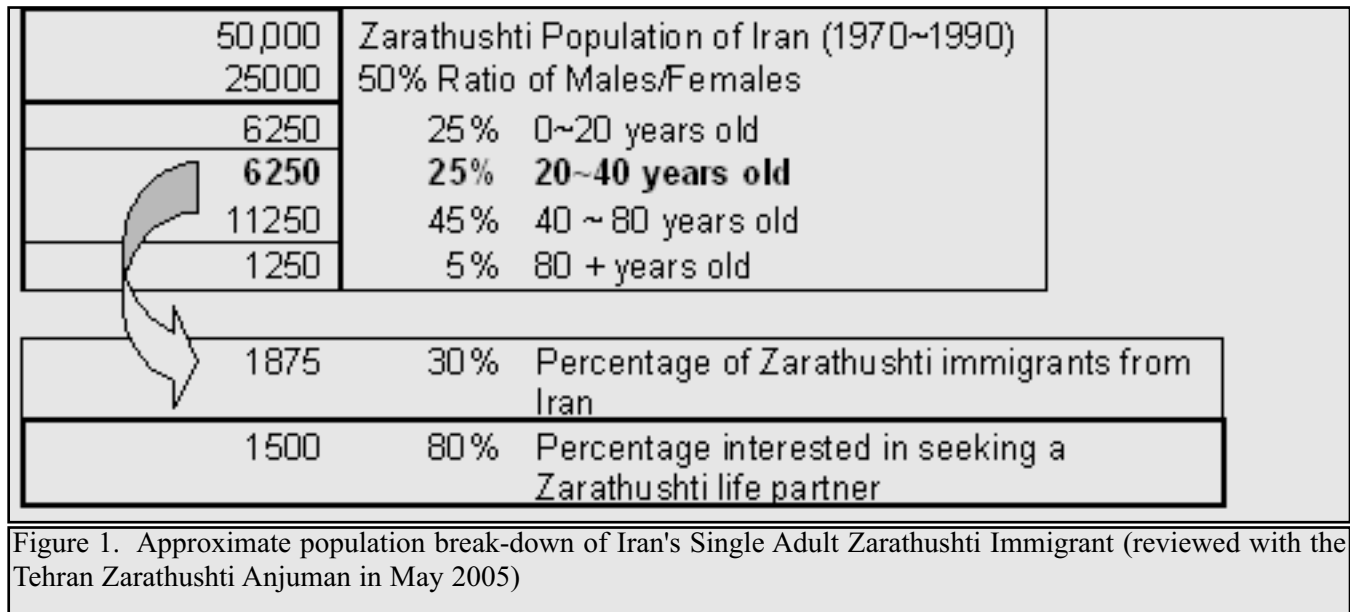 50,000 Zarathushti Population of Iran (1970~1990)
25000 50% Ratio of Males/Females
6250 25% 0~20 years old
6250 25% 20~40 years old
11250 45% 40 ~ 80 years old
1250 5% 80 + years old
1875 30% Percentage of Zarathushti immigrants from
Iran
1500 80% Percentage interested in seeking a
Zarathushti life partner
Figure 1. Approximate population break-down of Iran's Single Adult Zarathushti Immigrant (reviewed with the
Tehran Zarathushti Anjuman in May 2005)